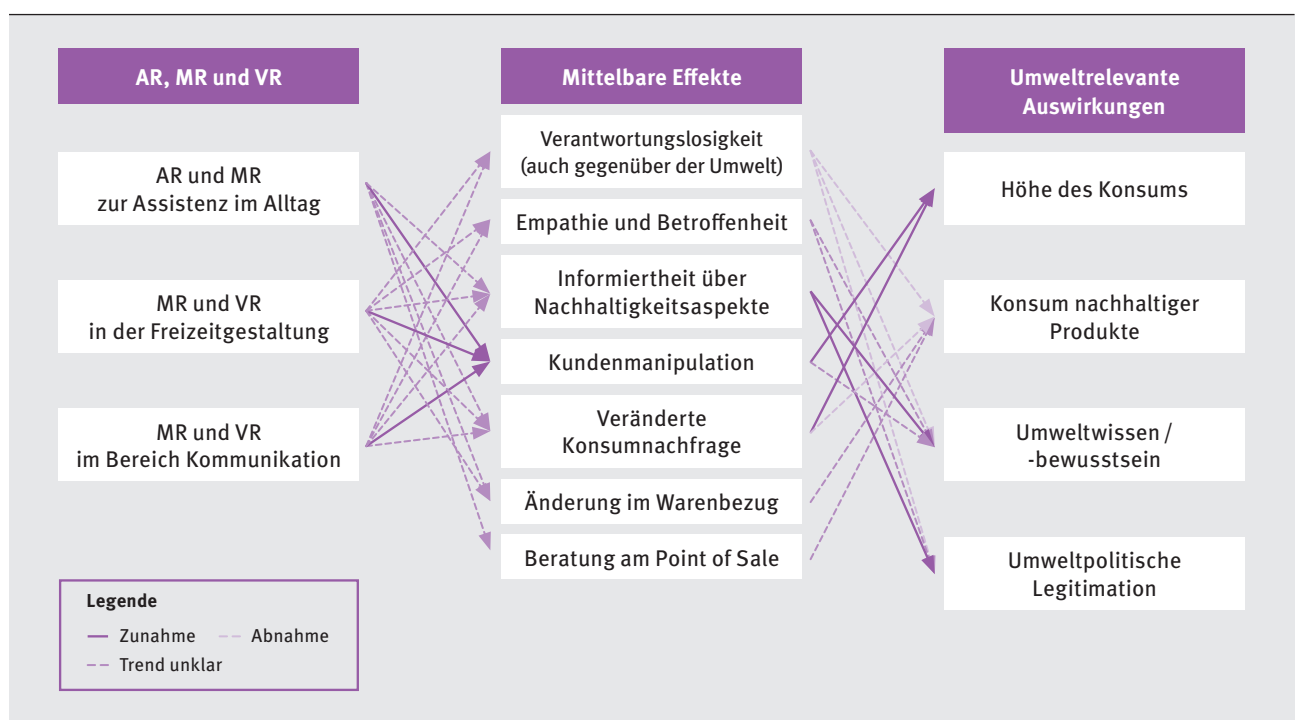 AR, MR und VR
AR und MR
zur Assistenz im Alltag
MR und VR
in der Freizeitgestaltung
MR und VR
im Bereich Kommunikation
Mittelbare Effekte
Verantwortungslosigkeit
(auch gegenüber der Umwelt)
Empathie und Betroffenheit
Informiertheit über
Nachhaltigkeitsaspekte
Kundenmanipulation
Veränderte
Konsumnachfrage
Änderung im Warenbezug
Beratung am Point of Sale
Umweltrelevante
Auswirkungen
Höhe des Konsums
Konsum nachhaltiger
Produkte
Umweltwissen /
-bewusstsein
Umweltpolitische
Legitimation
Legende
Zunahme Abnahme
Trend unklar